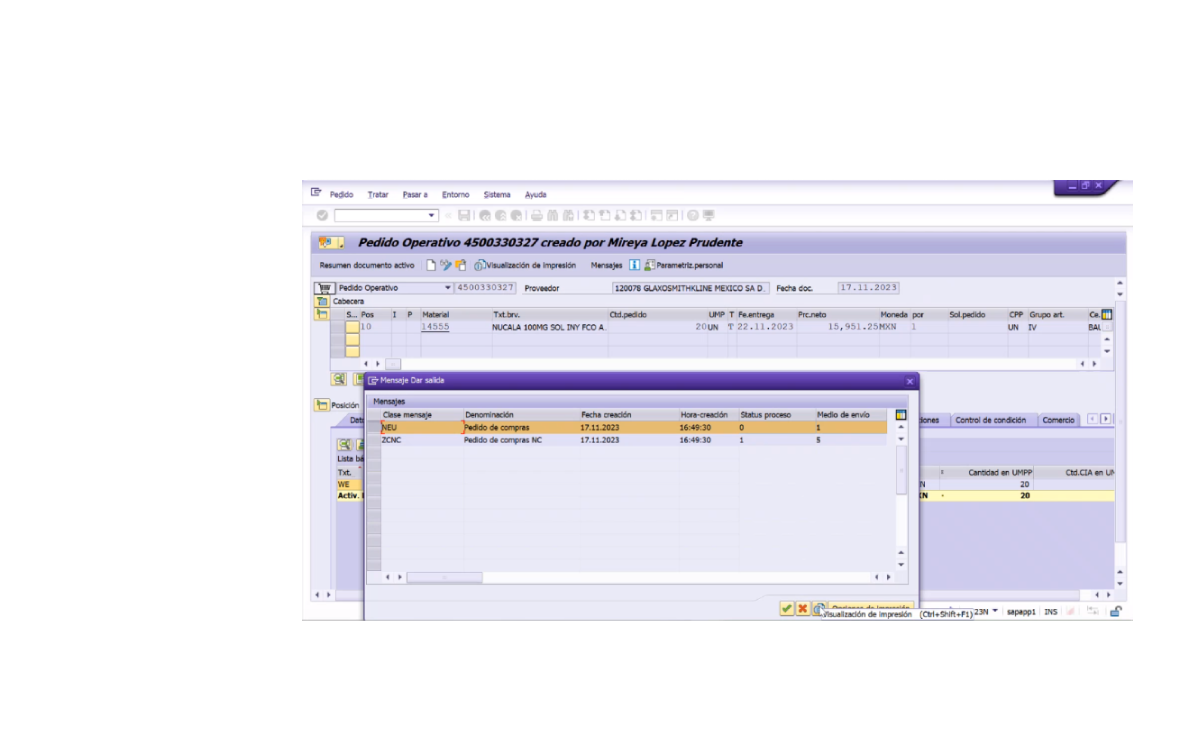 Pedido Tratar Pasar a Entorno Sistema Ayuda
Pedido Operativo 4500330327 creado por Mireya Lopez Prudente
Resumen documento activo Visualización de impresión Mensajes Parametriz.personal
Pedido Operativo 4500330327 Proveedor 120078 GLAXOSMITHKLINE MEXICO SA D. Fecha doc. 17.11.2023
Cabecera
S... Pos I P Material Txt.brv. Ctd.pedido UMP T Fe.entrega Prc.neto Moneda por Sol.pedido CPP Grupo art. Ce.
10 14555 NUCALA 100MG SOL INY FCO A. 20 UN T 22.11.2023 15,951.25 MXN 1 UN IV BAL
Mensaje Dar salida
Posición Mensajes
Clase mensaje Denominación Fecha creación Hora-creación Status proceso Medio de envío
Dat iones Control de condición Comercio
NEU Pedido de compras 17.11.2023 16:49:30 0 1
ZCNC Pedido de compras NC 17.11.2023 16:49:30 1 5
Lista bá
Txt. Cantidad en UMPP Ctd.CIA en UM
WE N 20
Activ. KN 20
Opciones de impresión
Visualización de impresión (Ctrl+Shift+F1) 23N sapapp1 INS